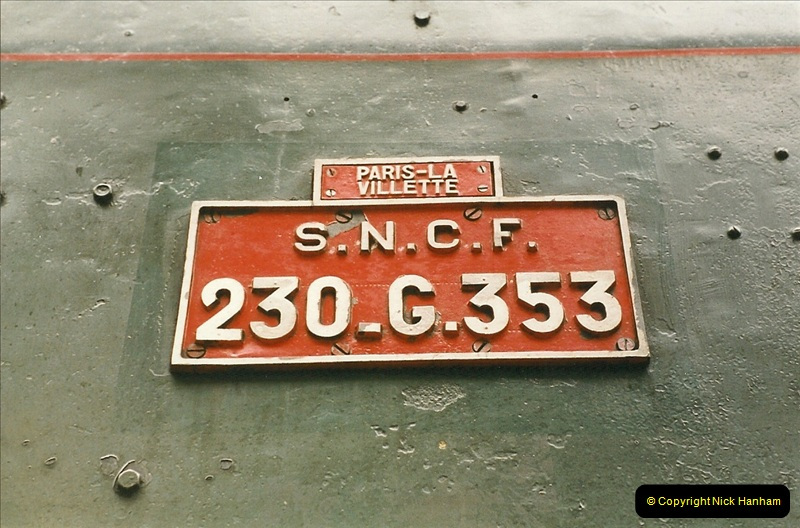 PARIS-LA
VILLETTE
S.N.C.F.
230.G.353
© Copyright Nick Hanham